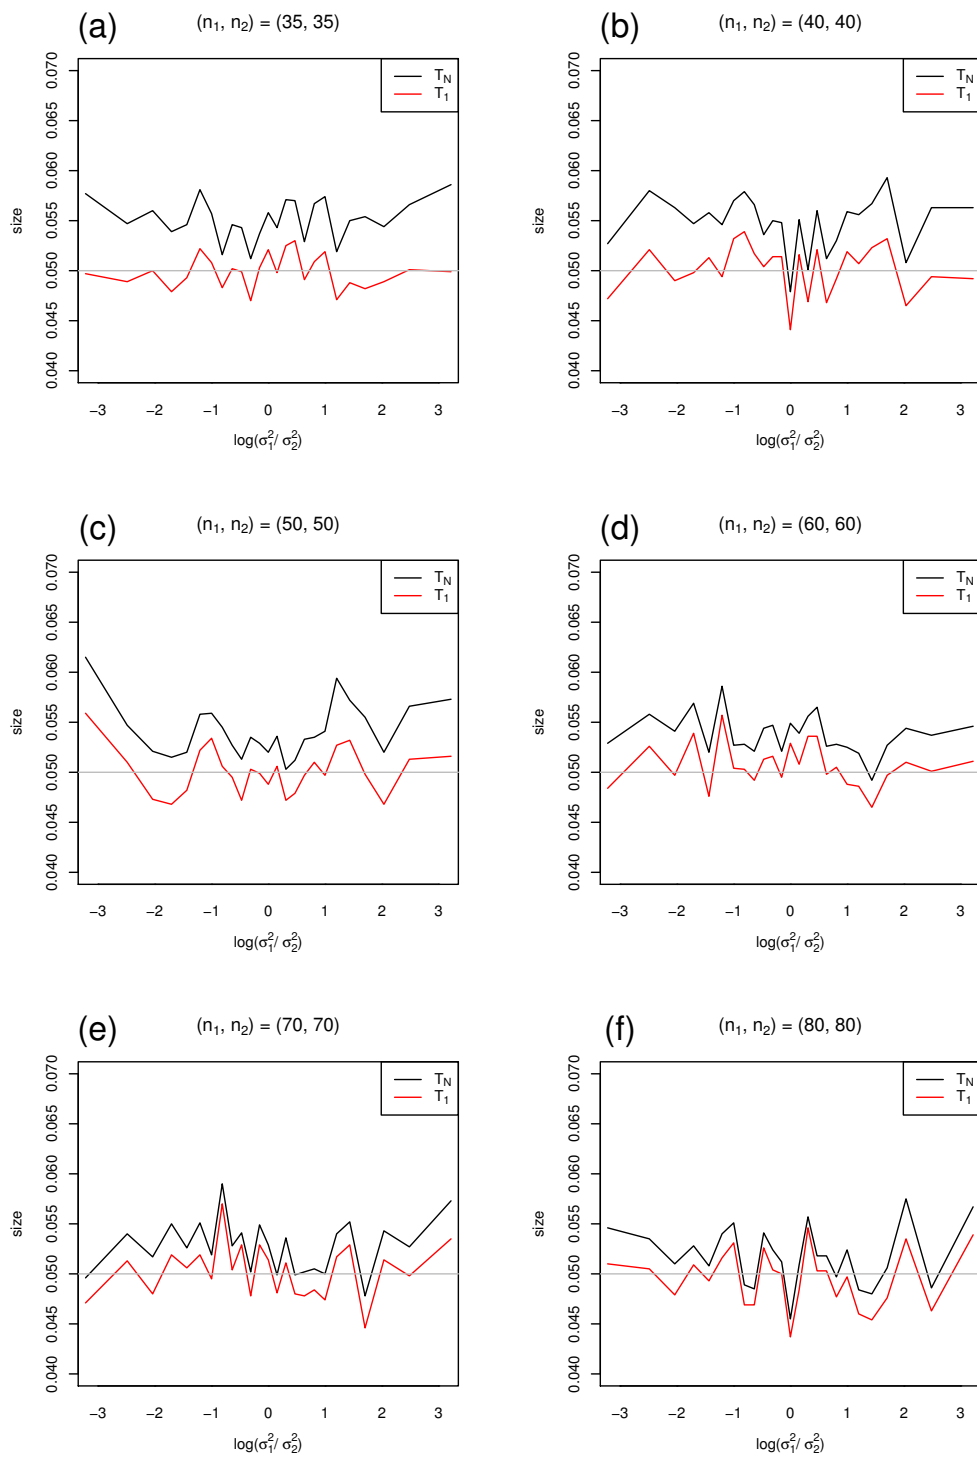 (a) (n₁, n₂) = (35, 35)
size
0.040 0.045 0.050 0.055 0.060 0.065 0.070
T_N
T₁
−3 −2 −1 0 1 2 3
log(σ₁²/ σ₂²)
(b) (n₁, n₂) = (40, 40)
size
0.040 0.045 0.050 0.055 0.060 0.065 0.070
T_N
T₁
−3 −2 −1 0 1 2 3
log(σ₁²/ σ₂²)
(c) (n₁, n₂) = (50, 50)
size
0.040 0.045 0.050 0.055 0.060 0.065 0.070
T_N
T₁
−3 −2 −1 0 1 2 3
log(σ₁²/ σ₂²)
(d) (n₁, n₂) = (60, 60)
size
0.040 0.045 0.050 0.055 0.060 0.065 0.070
T_N
T₁
−3 −2 −1 0 1 2 3
log(σ₁²/ σ₂²)
(e) (n₁, n₂) = (70, 70)
size
0.040 0.045 0.050 0.055 0.060 0.065 0.070
T_N
T₁
−3 −2 −1 0 1 2 3
log(σ₁²/ σ₂²)
(f) (n₁, n₂) = (80, 80)
size
0.040 0.045 0.050 0.055 0.060 0.065 0.070
T_N
T₁
−3 −2 −1 0 1 2 3
log(σ₁²/ σ₂²)